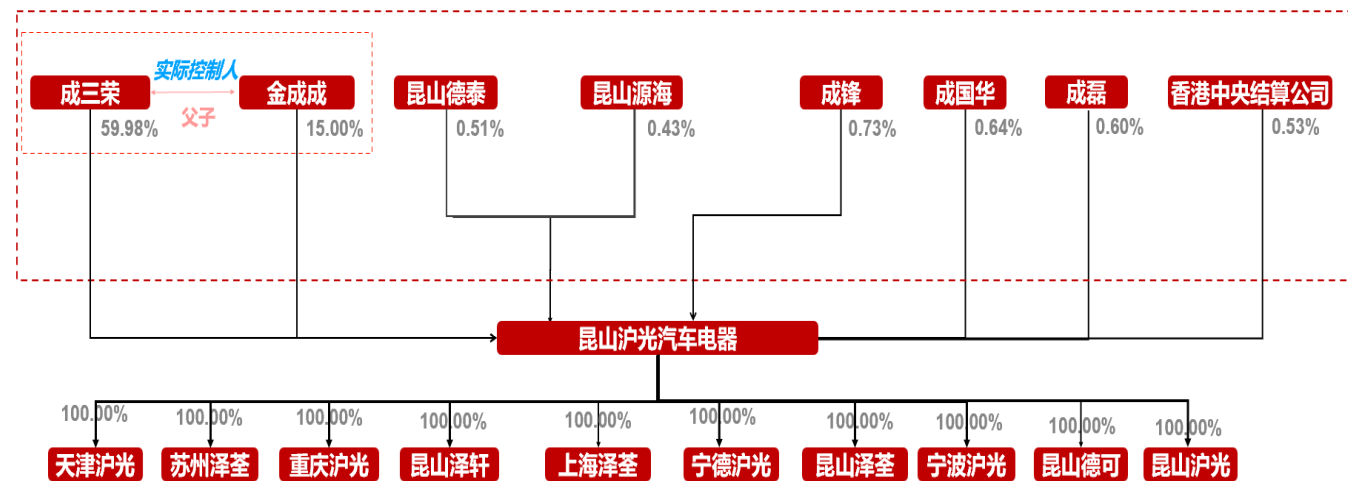 实际控制人
成三荣
金成成
昆山德泰
昆山源海
成锋
成国华
成磊
香港中央结算公司
父子
59.98%
15.00%
0.51%
0.43%
0.73%
0.64%
0.60%
0.53%
昆山沪光汽车电器
100.00%
100.00%
100.00%
100.00%
100.00%
100.00%
100.00%
100.00%
100.00%
100.00%
天津沪光
苏州泽荃
重庆沪光
昆山泽轩
上海泽荃
宁德沪光
昆山泽荃
宁波沪光
昆山德可
昆山沪光